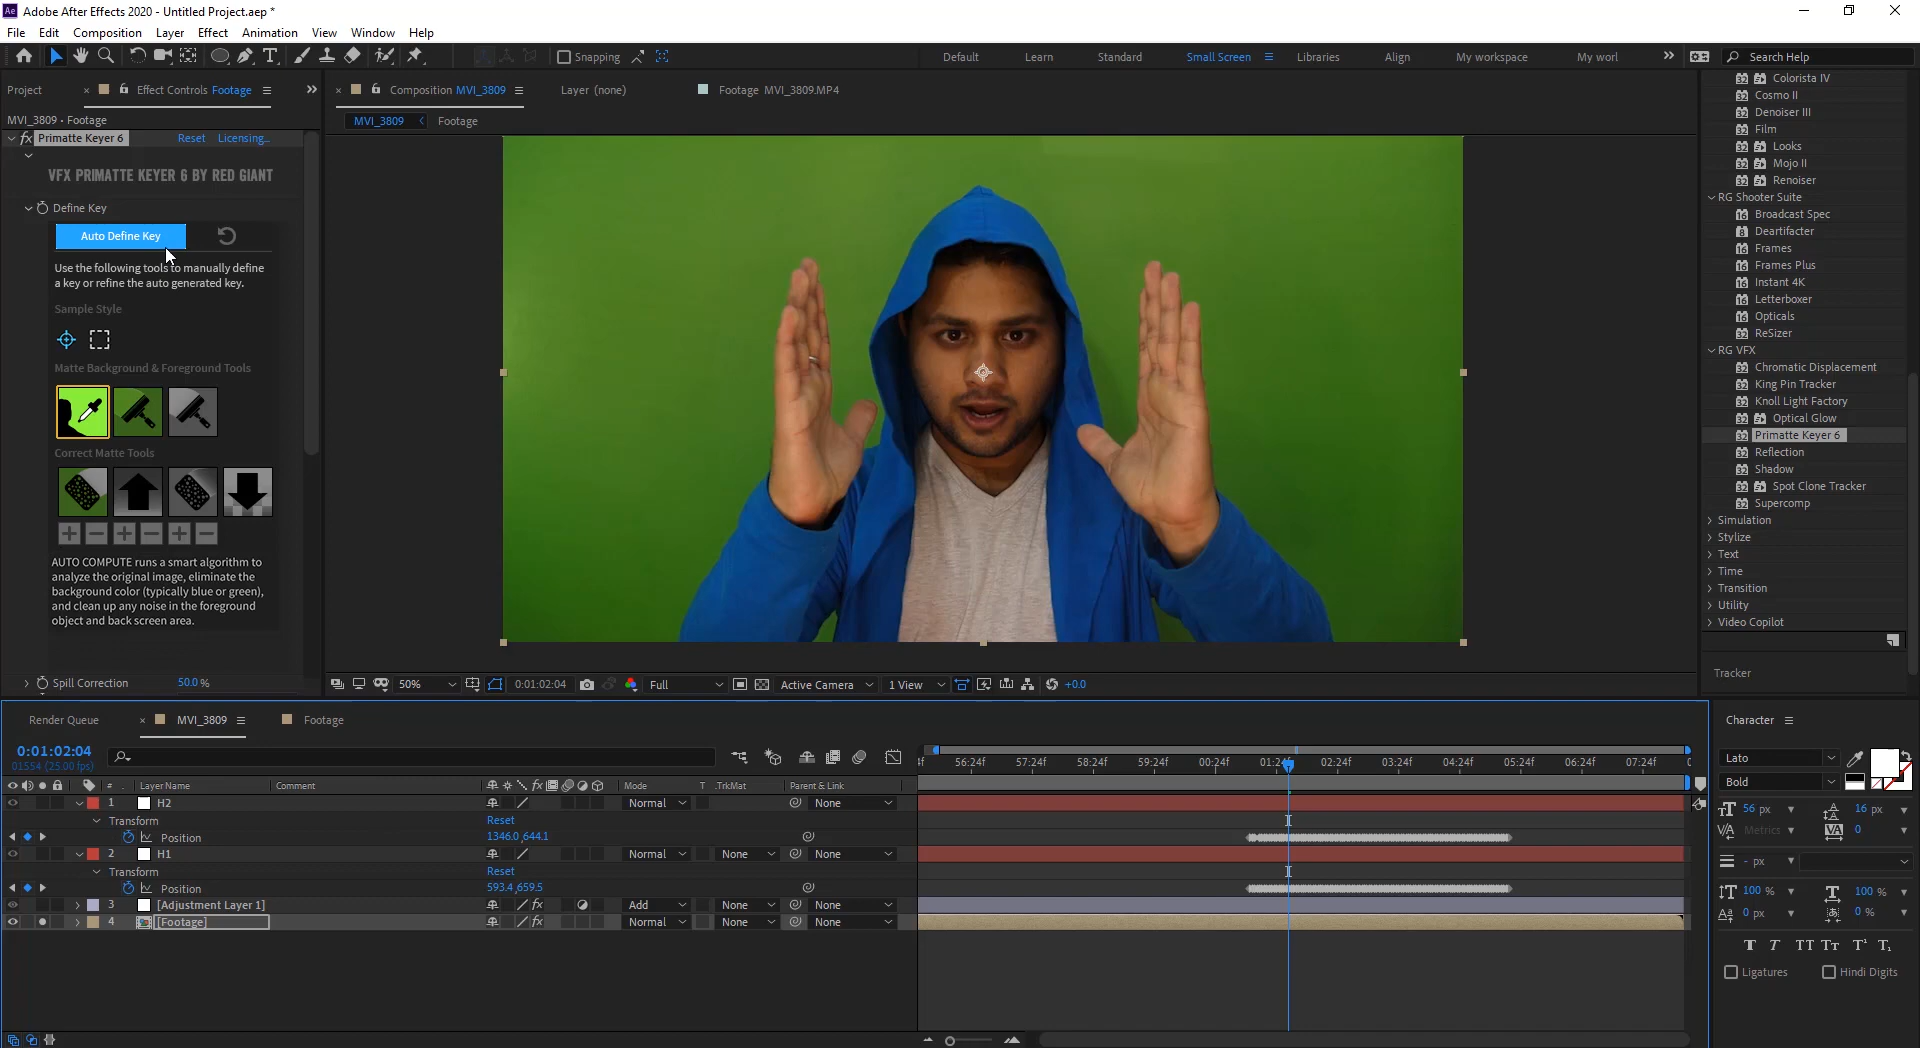 Adobe After Effects 2020 - Untitled Project.aep *
File Edit Composition Layer Effect Animation View Window Help
Snapping Default Learn Standard Small Screen Libraries Align My workspace My worl Search Help
Project Effect Controls Footage
MVI_3809 • Footage
Primatte Keyer 6 Reset Licensing...
VFX PRIMATTE KEYER 6 BY RED GIANT
Define Key
Auto Define Key
Use the following tools to manually define
a key or refine the auto generated key.
Sample Style
Matte Background & Foreground Tools
Correct Matte Tools
AUTO COMPUTE runs a smart algorithm to
analyze the original image, eliminate the
background color (typically blue or green),
and clean up any noise in the foreground
object and back screen area.
Spill Correction 50.0 %
Composition MVI_3809 Layer (none) Footage MVI_3809.MP4
MVI_3809 Footage
50% 0:01:02:04 Full Active Camera 1 View +0.0
Colorista IV
Cosmo II
Denoiser III
Film
Looks
Mojo II
Renoiser
RG Shooter Suite
Broadcast Spec
Deartifacter
Frames
Frames Plus
Instant 4K
Letterboxer
Opticals
ReSizer
RG VFX
Chromatic Displacement
King Pin Tracker
Knoll Light Factory
Optical Glow
Primatte Keyer 6
Reflection
Shadow
Spot Clone Tracker
Supercomp
Simulation
Stylize
Text
Time
Transition
Utility
Video Copilot
Tracker
Render Queue MVI_3809 Footage
0:01:02:04
01554 (25.00 fps)
56:24f 57:24f 58:24f 59:24f 00:24f 01:24f 02:24f 03:24f 04:24f 05:24f 06:24f 07:24f
# Layer Name Comment Mode T .TrkMat Parent & Link
1 H2 Normal None
Transform Reset
Position 1346.0,644.1
2 H1 Normal None None
Transform Reset
Position 593.4,659.5
3 [Adjustment Layer 1] Add None None
4 [Footage] Normal None None
Character
Lato
Bold
56 px 16 px
Metrics 0
- px
100 % 100 %
0 px 0 %
T T TT Tt T¹ T₁
Ligatures Hindi Digits